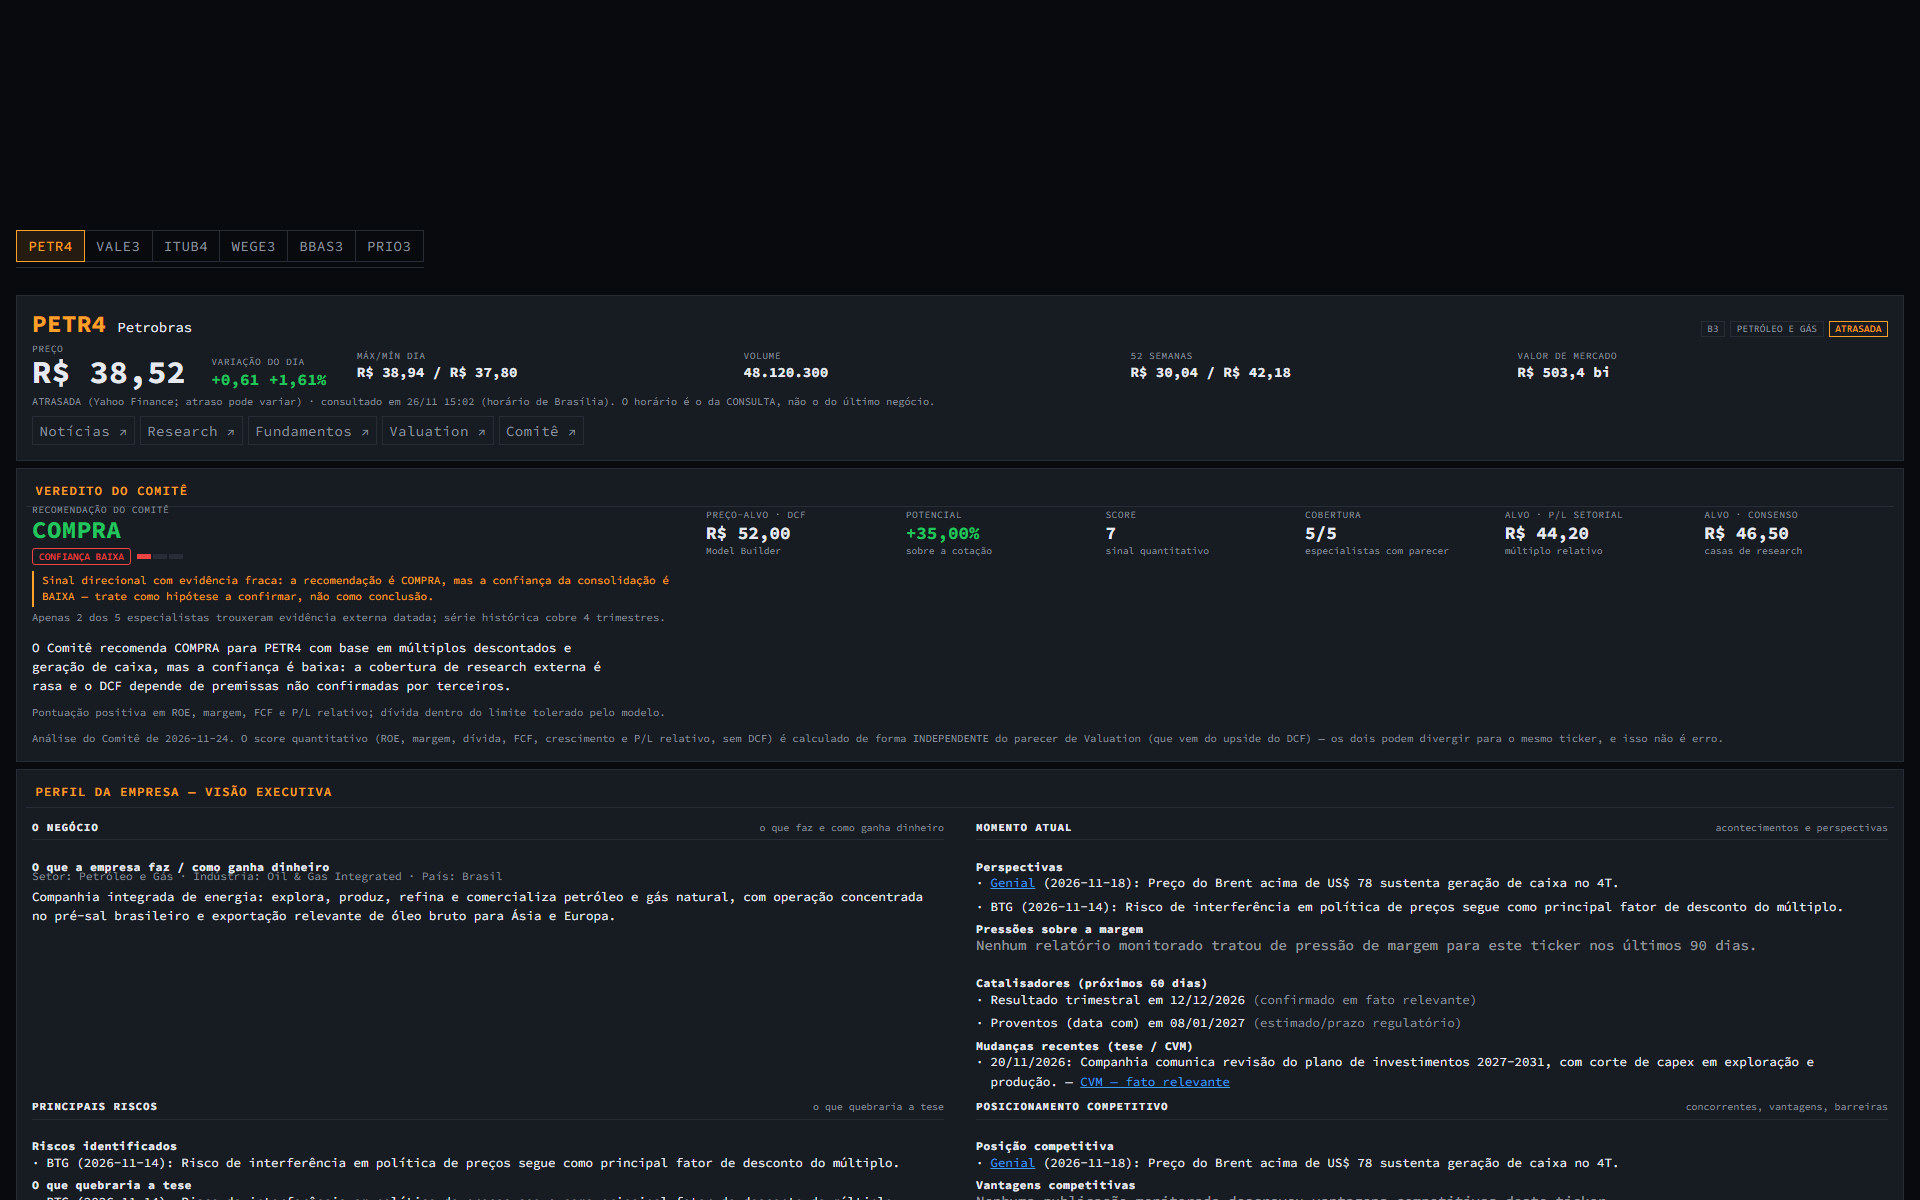 PETR4 VALE3 ITUB4 WEGE3 BBAS3 PRIO3
PETR4 Petrobras
B3 PETRÓLEO E GÁS ATRASADA
PREÇO
R$ 38,52
VARIAÇÃO DO DIA
+0,61 +1,61%
MÁX/MÍN DIA
R$ 38,94 / R$ 37,80
VOLUME
48.120.300
52 SEMANAS
R$ 30,04 / R$ 42,18
VALOR DE MERCADO
R$ 503,4 bi
ATRASADA (Yahoo Finance; atraso pode variar) · consultado em 26/11 15:02 (horário de Brasília). O horário é o da CONSULTA, não o do último negócio.
Notícias ↗ Research ↗ Fundamentos ↗ Valuation ↗ Comitê ↗
VEREDITO DO COMITÊ
RECOMENDAÇÃO DO COMITÊ
COMPRA
CONFIANÇA BAIXA
Sinal direcional com evidência fraca: a recomendação é COMPRA, mas a confiança da consolidação é
BAIXA — trate como hipótese a confirmar, não como conclusão.
Apenas 2 dos 5 especialistas trouxeram evidência externa datada; série histórica cobre 4 trimestres.
PREÇO-ALVO · DCF
R$ 52,00
Model Builder
POTENCIAL
+35,00%
sobre a cotação
SCORE
7
sinal quantitativo
COBERTURA
5/5
especialistas com parecer
ALVO · P/L SETORIAL
R$ 44,20
múltiplo relativo
ALVO · CONSENSO
R$ 46,50
casas de research
O Comitê recomenda COMPRA para PETR4 com base em múltiplos descontados e
geração de caixa, mas a confiança é baixa: a cobertura de research externa é
rasa e o DCF depende de premissas não confirmadas por terceiros.
Pontuação positiva em ROE, margem, FCF e P/L relativo; dívida dentro do limite tolerado pelo modelo.
Análise do Comitê de 2026-11-24. O score quantitativo (ROE, margem, dívida, FCF, crescimento e P/L relativo, sem DCF) é calculado de forma INDEPENDENTE do parecer de Valuation (que vem do upside do DCF) — os dois podem divergir para o mesmo ticker, e isso não é erro.
PERFIL DA EMPRESA — VISÃO EXECUTIVA
O NEGÓCIO
o que faz e como ganha dinheiro
O que a empresa faz / como ganha dinheiro
Setor: Petróleo e Gás · Indústria: Oil & Gas Integrated · País: Brasil
Companhia integrada de energia: explora, produz, refina e comercializa petróleo e gás natural, com operação concentrada
no pré-sal brasileiro e exportação relevante de óleo bruto para Ásia e Europa.
MOMENTO ATUAL
acontecimentos e perspectivas
Perspectivas
· Genial (2026-11-18): Preço do Brent acima de US$ 78 sustenta geração de caixa no 4T.
· BTG (2026-11-14): Risco de interferência em política de preços segue como principal fator de desconto do múltiplo.
Pressões sobre a margem
Nenhum relatório monitorado tratou de pressão de margem para este ticker nos últimos 90 dias.
Catalisadores (próximos 60 dias)
· Resultado trimestral em 12/12/2026 (confirmado em fato relevante)
· Proventos (data com) em 08/01/2027 (estimado/prazo regulatório)
Mudanças recentes (tese / CVM)
· 20/11/2026: Companhia comunica revisão do plano de investimentos 2027-2031, com corte de capex em exploração e
produção. — CVM — fato relevante
PRINCIPAIS RISCOS
o que quebraria a tese
Riscos identificados
· BTG (2026-11-14): Risco de interferência em política de preços segue como principal fator de desconto do múltiplo.
O que quebraria a tese
POSICIONAMENTO COMPETITIVO
concorrentes, vantagens, barreiras
Posição competitiva
· Genial (2026-11-18): Preço do Brent acima de US$ 78 sustenta geração de caixa no 4T.
Vantagens competitivas